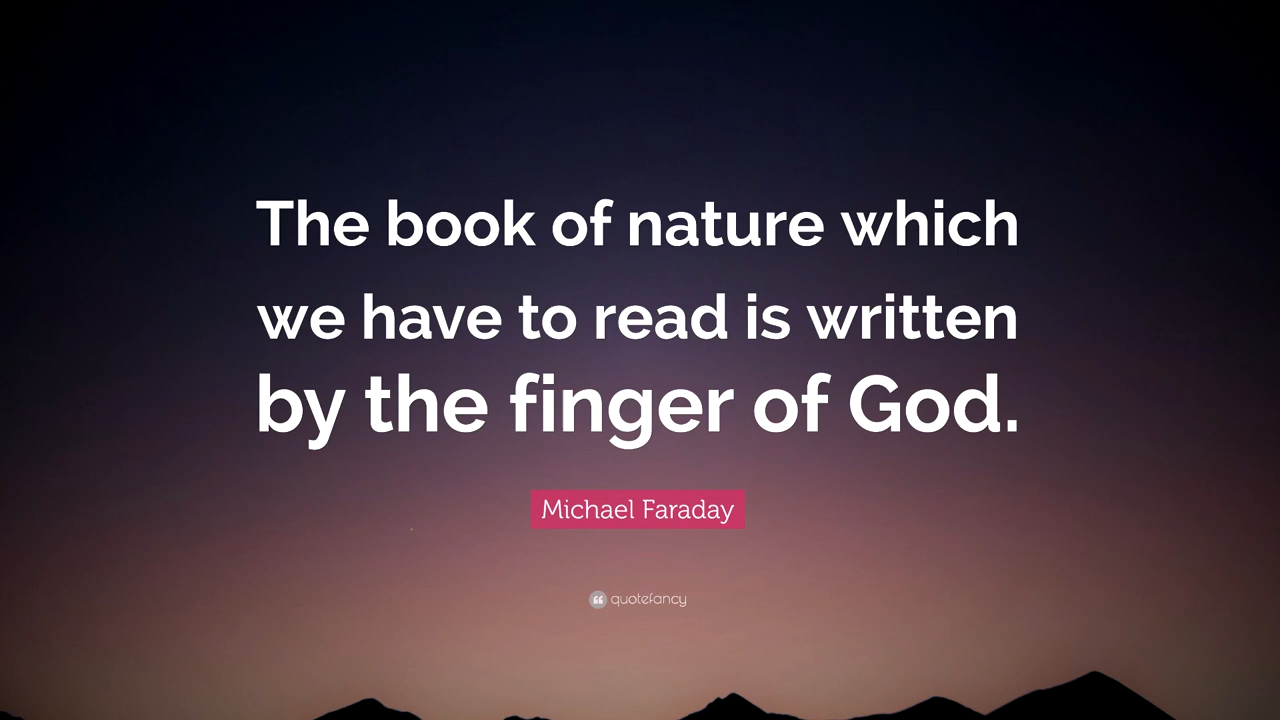 The book of nature which
we have to read is written
by the finger of God.
Michael Faraday
quotefancy